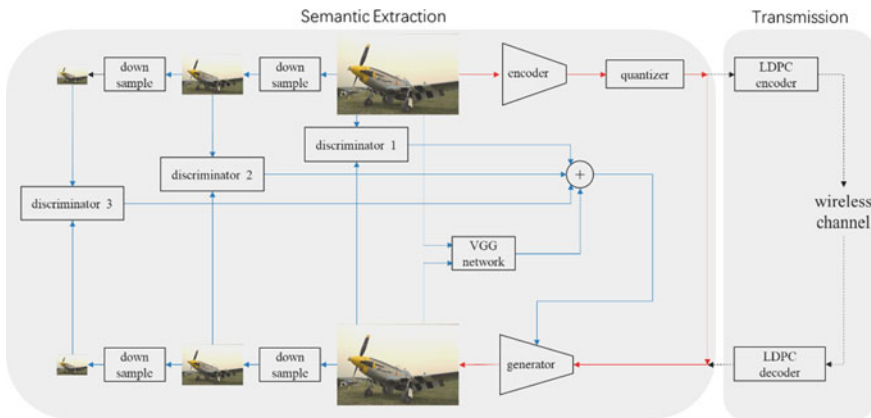 Semantic Extraction
Transmission
down
sample
down
sample
encoder
quantizer
LDPC
encoder
discriminator 1
discriminator 2
discriminator 3
+
wireless
channel
VGG
network
down
sample
down
sample
generator
LDPC
decoder